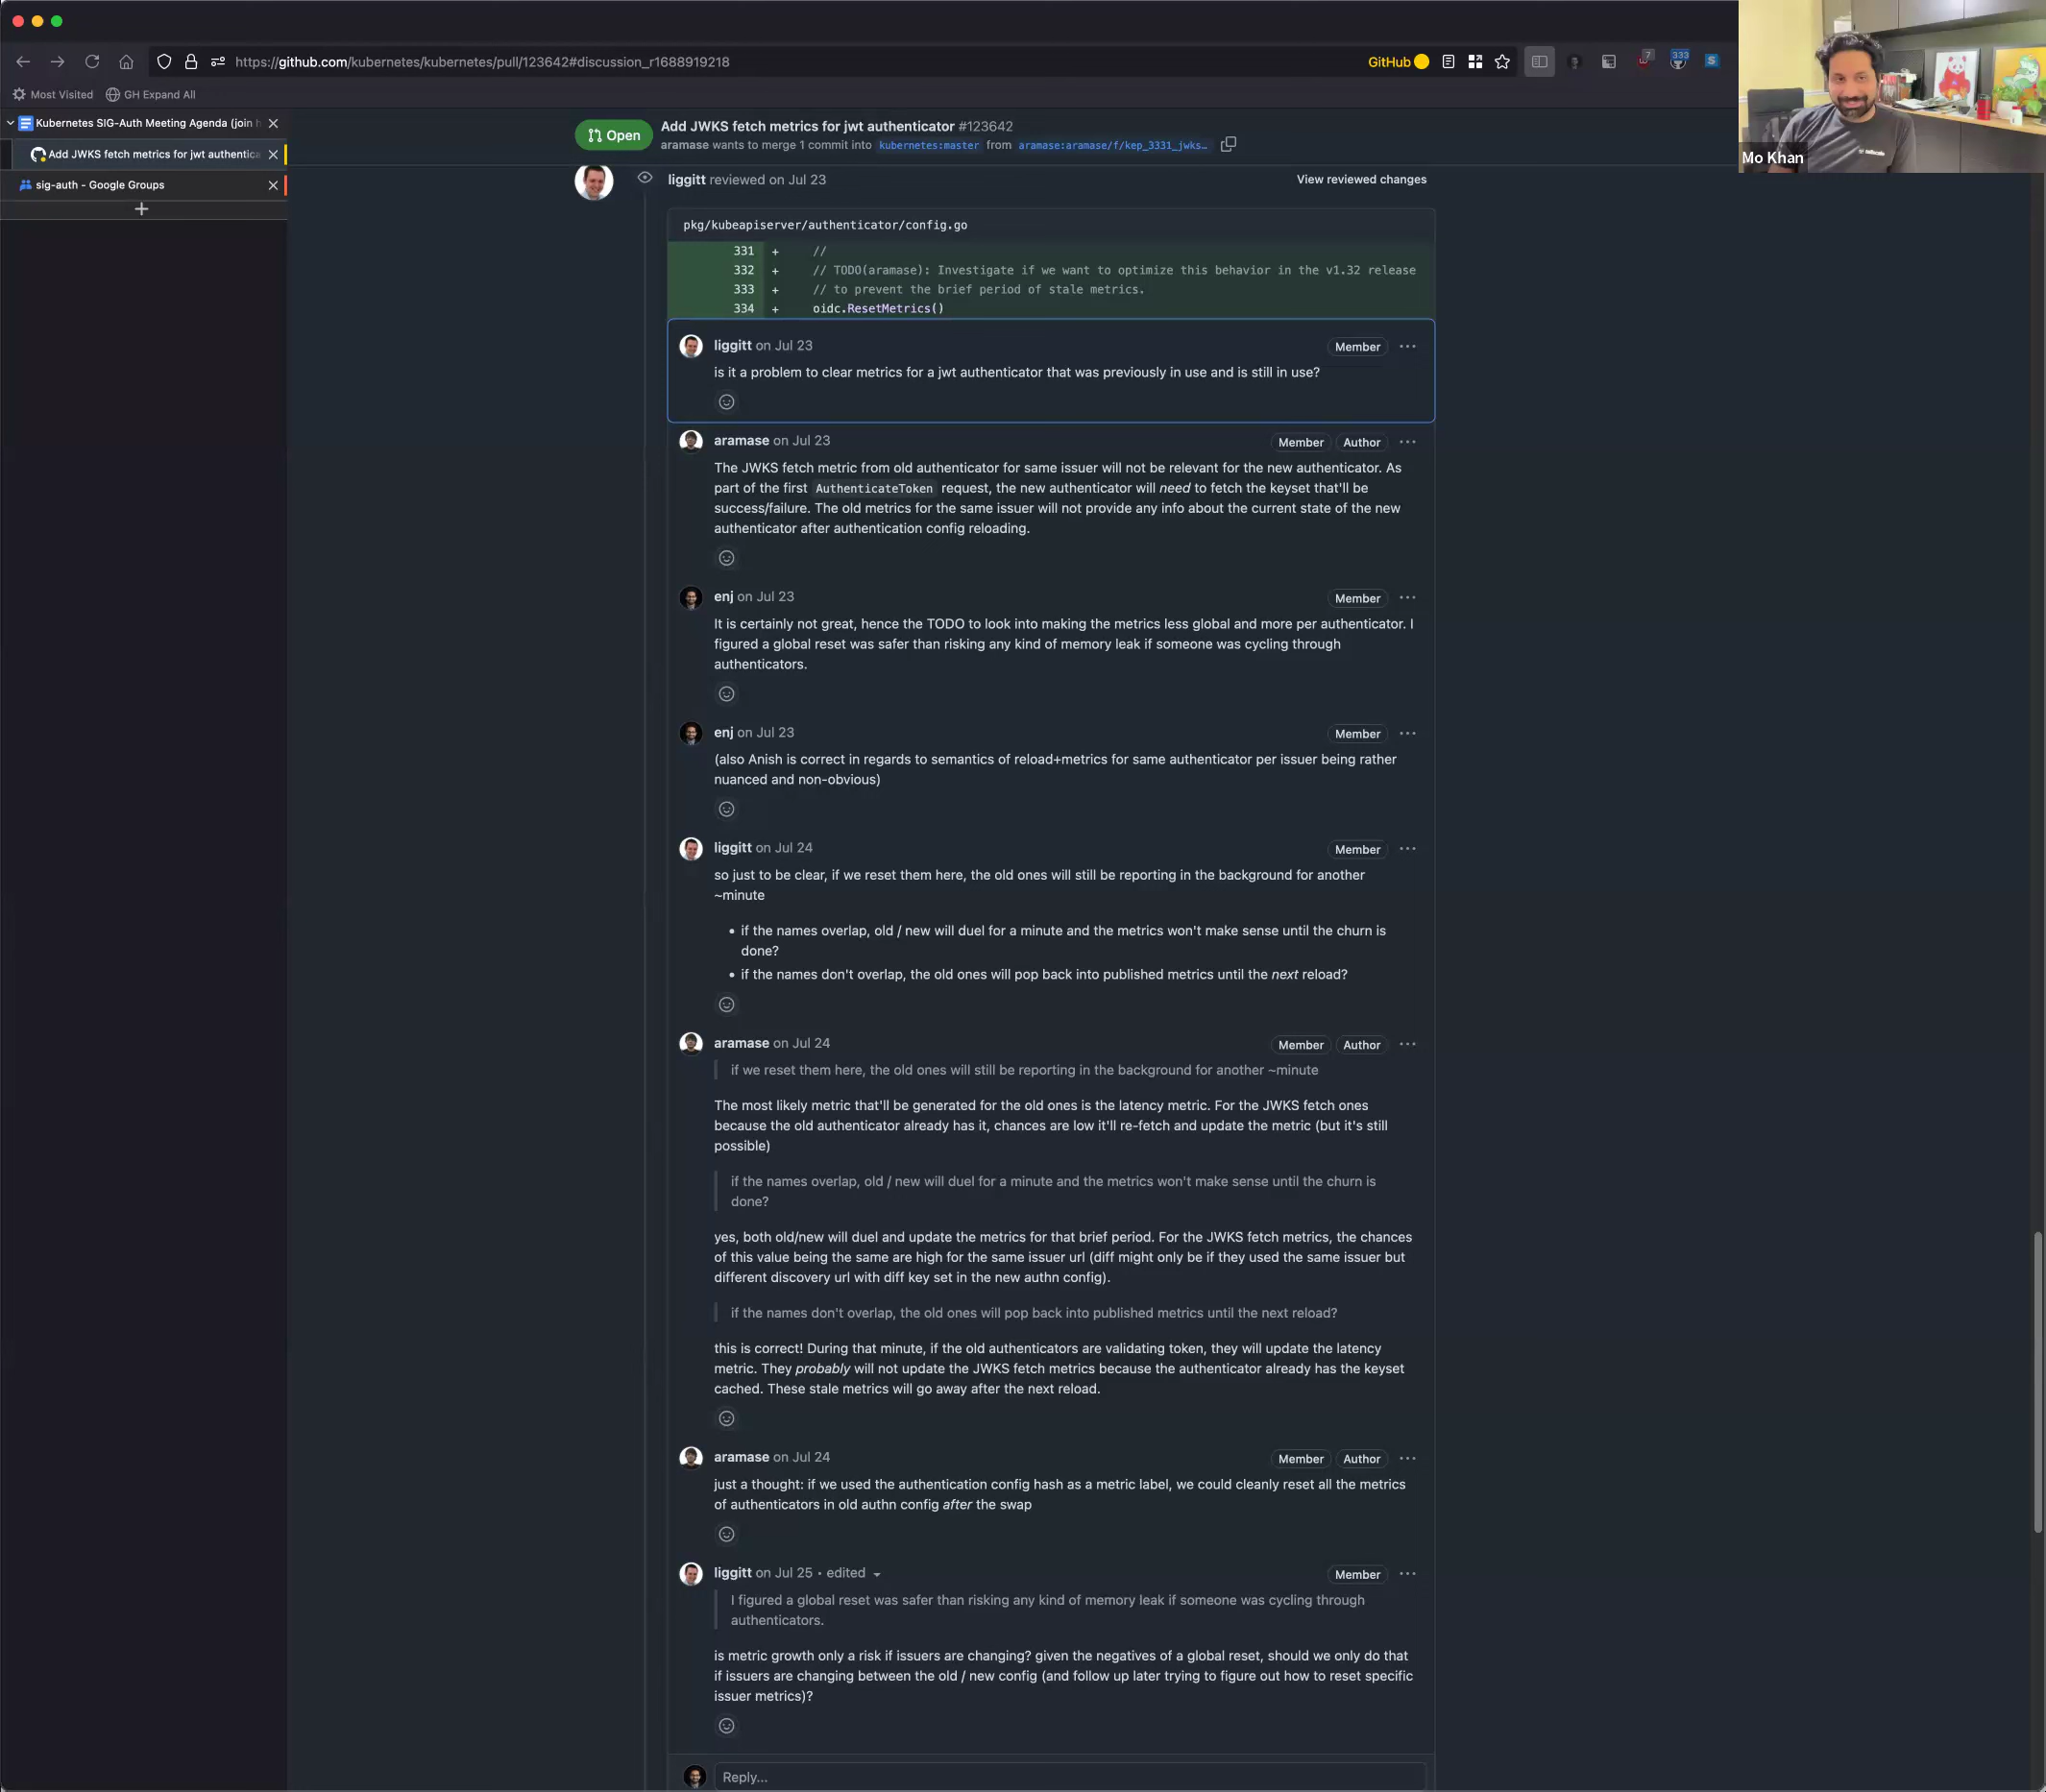 https://github.com/kubernetes/kubernetes/pull/123642#discussion_r1688919218
GitHub
7
333
S
Most Visited
GH Expand All
Kubernetes SIG-Auth Meeting Agenda (join h
Add JWKS fetch metrics for jwt authentica
sig-auth - Google Groups
Mo Khan
Open
Add JWKS fetch metrics for jwt authenticator #123642
aramase wants to merge 1 commit into kubernetes:master from aramase:aramase/f/kep_3331_jwks…
liggitt reviewed on Jul 23
View reviewed changes
pkg/kubeapiserver/authenticator/config.go
331 + //
332 + // TODO(aramase): Investigate if we want to optimize this behavior in the v1.32 release
333 + // to prevent the brief period of stale metrics.
334 + oidc.ResetMetrics()
liggitt on Jul 23
Member
is it a problem to clear metrics for a jwt authenticator that was previously in use and is still in use?
aramase on Jul 23
Member Author
The JWKS fetch metric from old authenticator for same issuer will not be relevant for the new authenticator. As
part of the first AuthenticateToken request, the new authenticator will need to fetch the keyset that'll be
success/failure. The old metrics for the same issuer will not provide any info about the current state of the new
authenticator after authentication config reloading.
enj on Jul 23
Member
It is certainly not great, hence the TODO to look into making the metrics less global and more per authenticator. I
figured a global reset was safer than risking any kind of memory leak if someone was cycling through
authenticators.
enj on Jul 23
Member
(also Anish is correct in regards to semantics of reload+metrics for same authenticator per issuer being rather
nuanced and non-obvious)
liggitt on Jul 24
Member
so just to be clear, if we reset them here, the old ones will still be reporting in the background for another
~minute
• if the names overlap, old / new will duel for a minute and the metrics won't make sense until the churn is
done?
• if the names don't overlap, the old ones will pop back into published metrics until the next reload?
aramase on Jul 24
Member Author
if we reset them here, the old ones will still be reporting in the background for another ~minute
The most likely metric that'll be generated for the old ones is the latency metric. For the JWKS fetch ones
because the old authenticator already has it, chances are low it'll re-fetch and update the metric (but it's still
possible)
if the names overlap, old / new will duel for a minute and the metrics won't make sense until the churn is
done?
yes, both old/new will duel and update the metrics for that brief period. For the JWKS fetch metrics, the chances
of this value being the same are high for the same issuer url (diff might only be if they used the same issuer but
different discovery url with diff key set in the new authn config).
if the names don't overlap, the old ones will pop back into published metrics until the next reload?
this is correct! During that minute, if the old authenticators are validating token, they will update the latency
metric. They probably will not update the JWKS fetch metrics because the authenticator already has the keyset
cached. These stale metrics will go away after the next reload.
aramase on Jul 24
Member Author
just a thought: if we used the authentication config hash as a metric label, we could cleanly reset all the metrics
of authenticators in old authn config after the swap
liggitt on Jul 25 • edited
Member
I figured a global reset was safer than risking any kind of memory leak if someone was cycling through
authenticators.
is metric growth only a risk if issuers are changing? given the negatives of a global reset, should we only do that
if issuers are changing between the old / new config (and follow up later trying to figure out how to reset specific
issuer metrics)?
Reply...